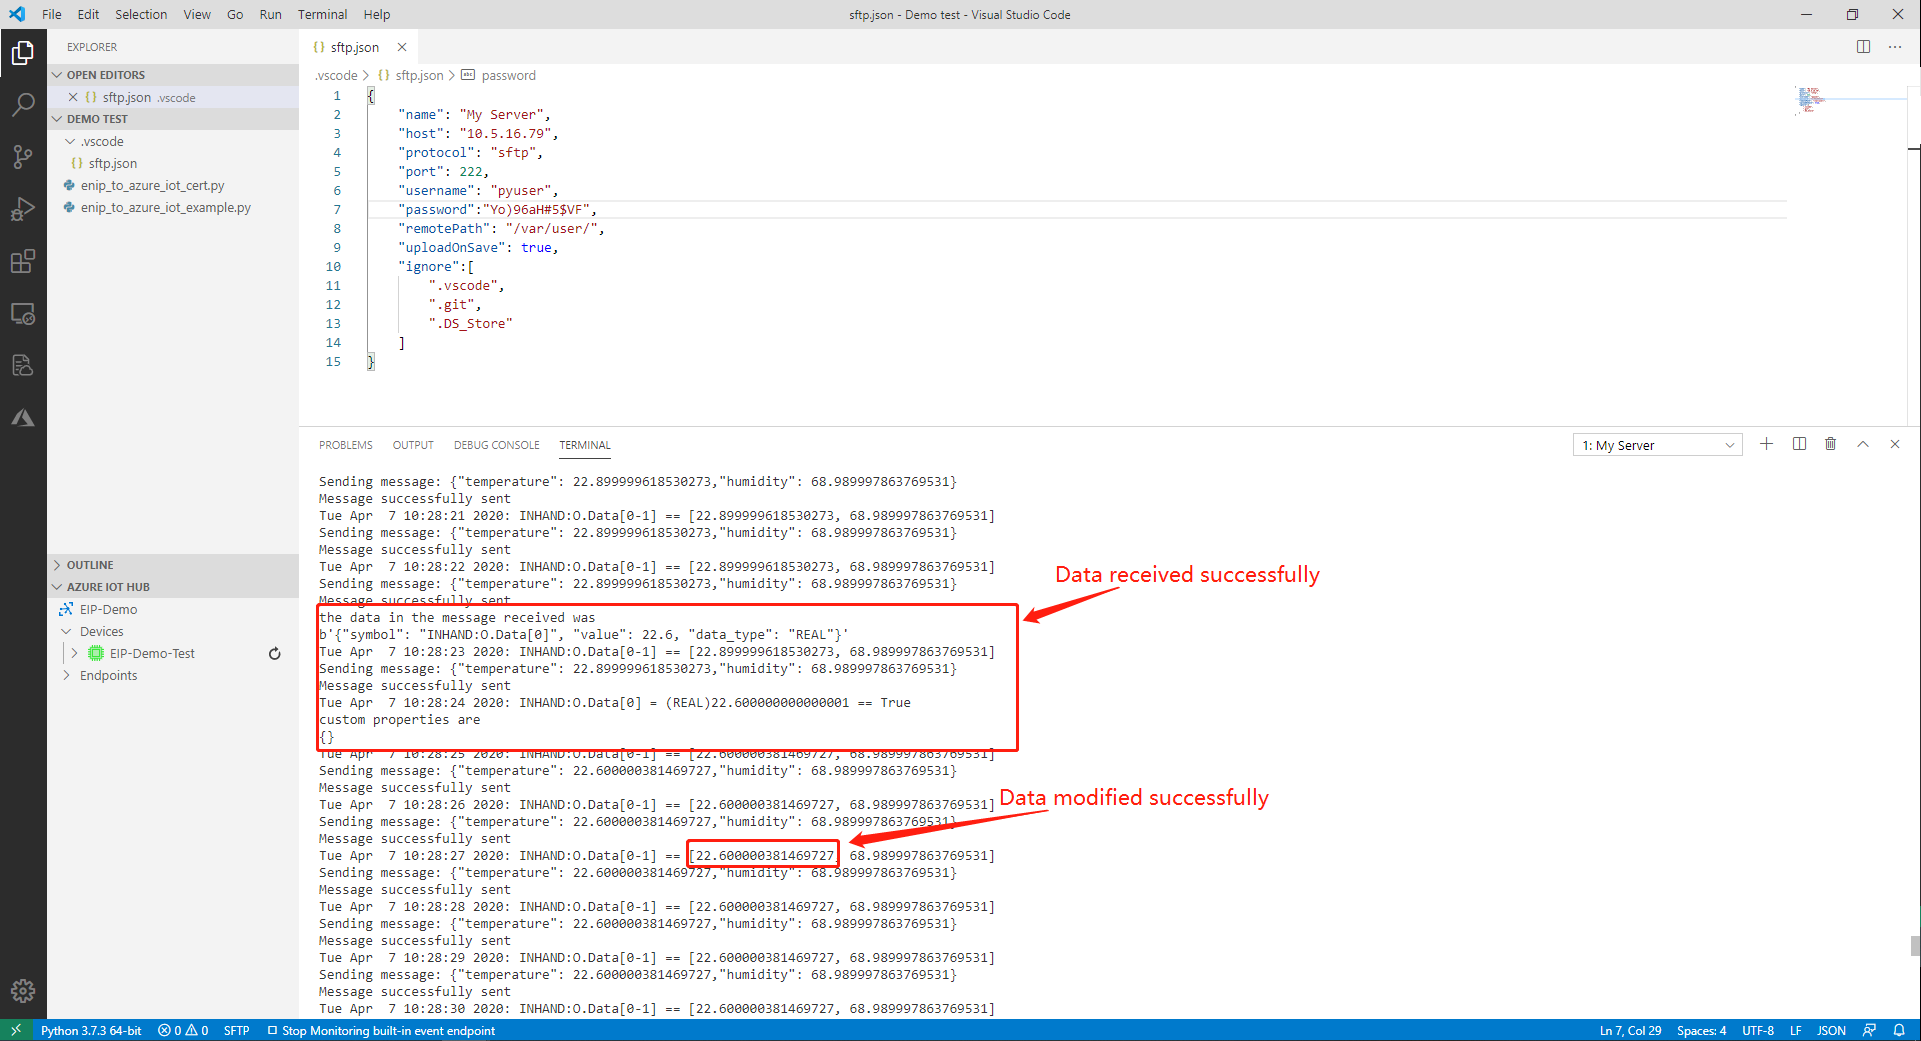 File Edit Selection View Go Run Terminal Help
sftp.json - Demo test - Visual Studio Code
EXPLORER
OPEN EDITORS
sftp.json .vscode
DEMO TEST
.vscode
{} sftp.json
enip_to_azure_iot_cert.py
enip_to_azure_iot_example.py
OUTLINE
AZURE IOT HUB
EIP-Demo
Devices
EIP-Demo-Test
Endpoints
{} sftp.json
.vscode > {} sftp.json > abc password
1 {
2 "name": "My Server",
3 "host": "10.5.16.79",
4 "protocol": "sftp",
5 "port": 222,
6 "username": "pyuser",
7 "password":"Yo)96aH#5$VF",
8 "remotePath": "/var/user/",
9 "uploadOnSave": true,
10 "ignore":[
11 ".vscode",
12 ".git",
13 ".DS_Store"
14 ]
15 }
PROBLEMS OUTPUT DEBUG CONSOLE TERMINAL
1: My Server
Sending message: {"temperature": 22.899999618530273,"humidity": 68.989997863769531}
Message successfully sent
Tue Apr  7 10:28:21 2020: INHAND:O.Data[0-1] == [22.899999618530273, 68.989997863769531]
Sending message: {"temperature": 22.899999618530273,"humidity": 68.989997863769531}
Message successfully sent
Tue Apr  7 10:28:22 2020: INHAND:O.Data[0-1] == [22.899999618530273, 68.989997863769531]
Sending message: {"temperature": 22.899999618530273,"humidity": 68.989997863769531}
Message successfully sent
Data received successfully
the data in the message received was
b'{"symbol": "INHAND:O.Data[0]", "value": 22.6, "data_type": "REAL"}'
Tue Apr  7 10:28:23 2020: INHAND:O.Data[0-1] == [22.899999618530273, 68.989997863769531]
Sending message: {"temperature": 22.899999618530273,"humidity": 68.989997863769531}
Message successfully sent
Tue Apr  7 10:28:24 2020: INHAND:O.Data[0] = (REAL)22.600000000000001 == True
custom properties are
{}
Tue Apr  7 10:28:25 2020: INHAND:O.Data[0-1] == [22.600000381469727, 68.989997863769531]
Sending message: {"temperature": 22.600000381469727,"humidity": 68.989997863769531}
Message successfully sent
Tue Apr  7 10:28:26 2020: INHAND:O.Data[0-1] == [22.600000381469727, 68.989997863769531]
Data modified successfully
Sending message: {"temperature": 22.600000381469727,"humidity": 68.989997863769531}
Message successfully sent
Tue Apr  7 10:28:27 2020: INHAND:O.Data[0-1] == [22.600000381469727, 68.989997863769531]
Sending message: {"temperature": 22.600000381469727,"humidity": 68.989997863769531}
Message successfully sent
Tue Apr  7 10:28:28 2020: INHAND:O.Data[0-1] == [22.600000381469727, 68.989997863769531]
Sending message: {"temperature": 22.600000381469727,"humidity": 68.989997863769531}
Message successfully sent
Tue Apr  7 10:28:29 2020: INHAND:O.Data[0-1] == [22.600000381469727, 68.989997863769531]
Sending message: {"temperature": 22.600000381469727,"humidity": 68.989997863769531}
Message successfully sent
Tue Apr  7 10:28:30 2020: INHAND:O.Data[0-1] == [22.600000381469727, 68.989997863769531]
Python 3.7.3 64-bit 0 0 SFTP Stop Monitoring built-in event endpoint Ln 7, Col 29 Spaces: 4 UTF-8 LF JSON